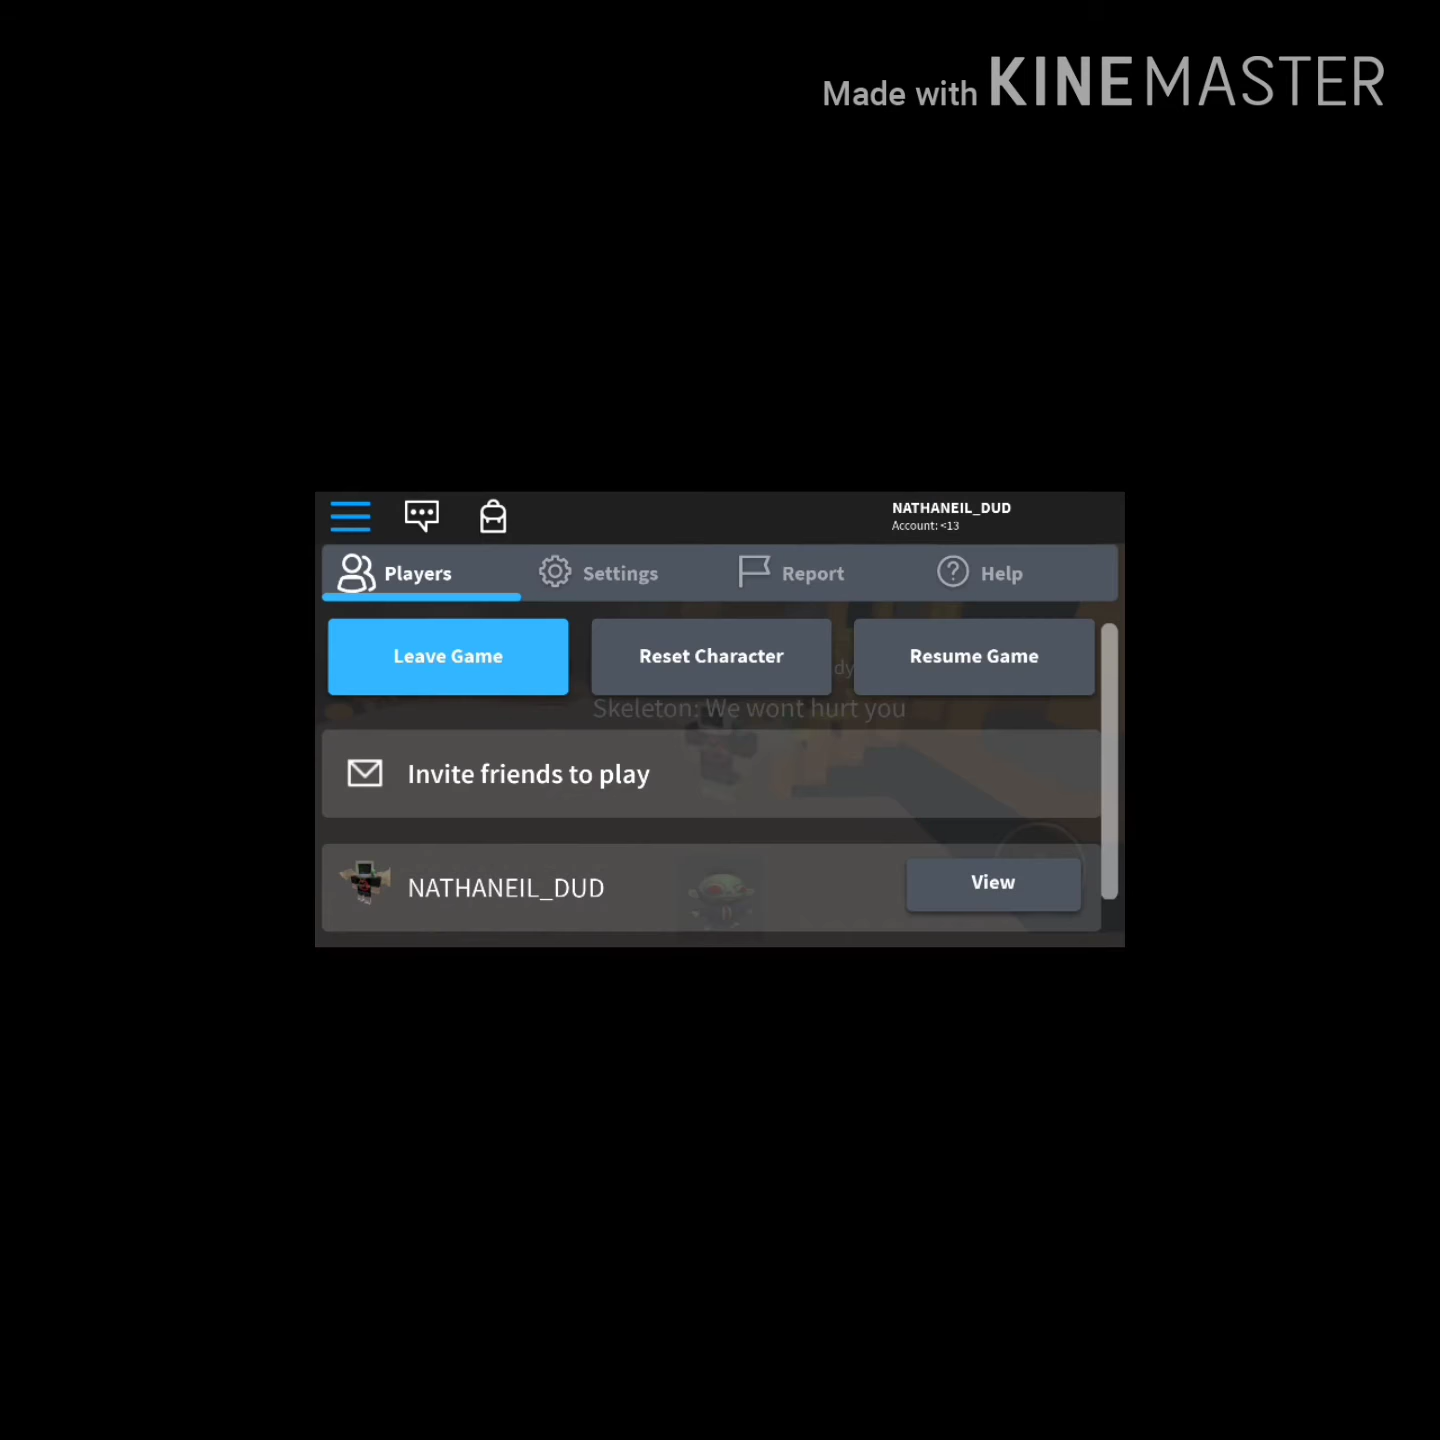 Made with KINEMASTER
NATHANEIL_DUD
Account: <13
Players
Settings
Report
Help
Leave Game
Reset Character
Resume Game
dy
Skeleton: We wont hurt you
Invite friends to play
NATHANEIL_DUD
View